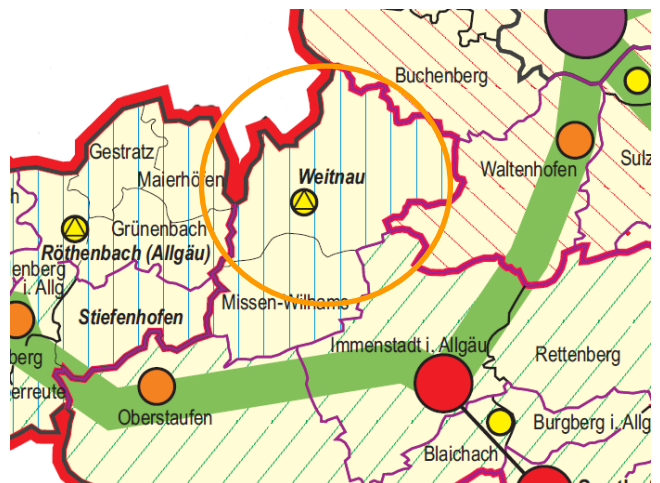 Buchenberg
Gestratz
Maierhöfen
Weitnau
Waltenhofen
Sulz
h
Grünenbach
Röthenbach (Allgäu)
enberg
i. Allg
Stiefenhofen
Missen-Wilhams
Immenstadt i. Allgäu
Rettenberg
berg
erreute
Oberstaufen
Burgberg i. Allg
Blaichach